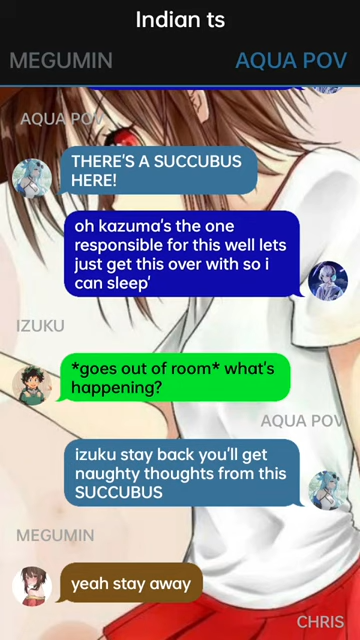 Indian ts
MEGUMIN
AQUA POV
AQUA POV
THERE'S A SUCCUBUS
HERE!
oh kazuma's the one
responsible for this well lets
just get this over with so i
can sleep'
IZUKU
*goes out of room* what's
happening?
AQUA POV
izuku stay back you'll get
naughty thoughts from this
SUCCUBUS
MEGUMIN
yeah stay away
CHRIS